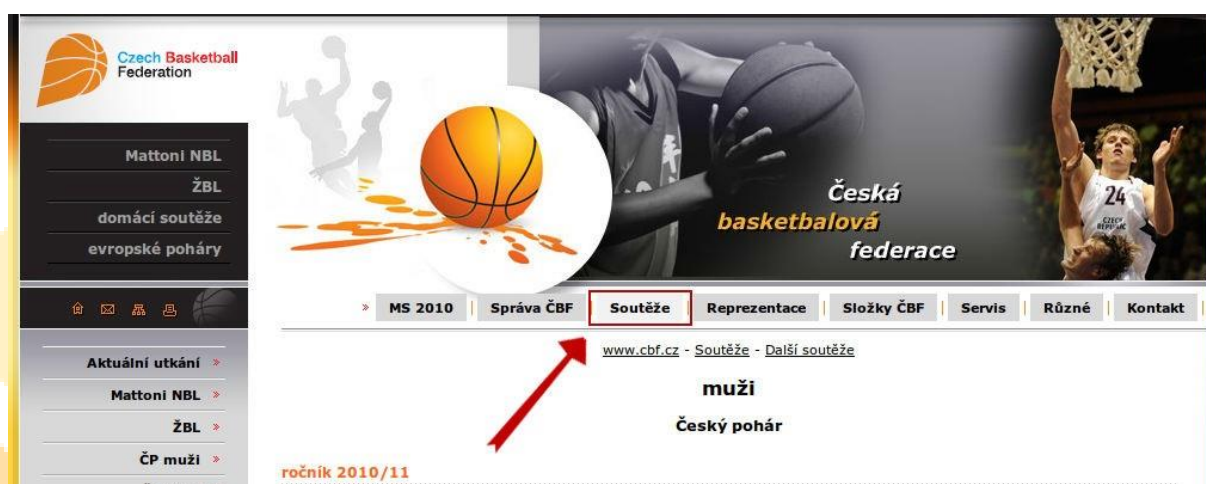 Czech Basketball
Federation
Mattoni NBL
ŽBL
domácí soutěže
evropské poháry
Česká
basketbalová
federace
24
CZECH
REPUBLIC
» MS 2010 | Správa ČBF | Soutěže | Reprezentace | Složky ČBF | Servis | Různé | Kontakt |
www.cbf.cz - Soutěže - Další soutěže
Aktuální utkání »
Mattoni NBL »
ŽBL »
ČP muži »
muži
Český pohár
ročník 2010/11